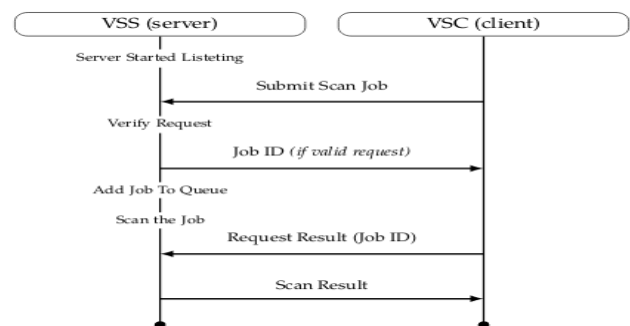 VSS (server)
VSC (client)
Server Started Listeting
Submit Scan Job
Verify Request
Job ID (if valid request)
Add Job To Queue
Scan the Job
Request Result (Job ID)
Scan Result